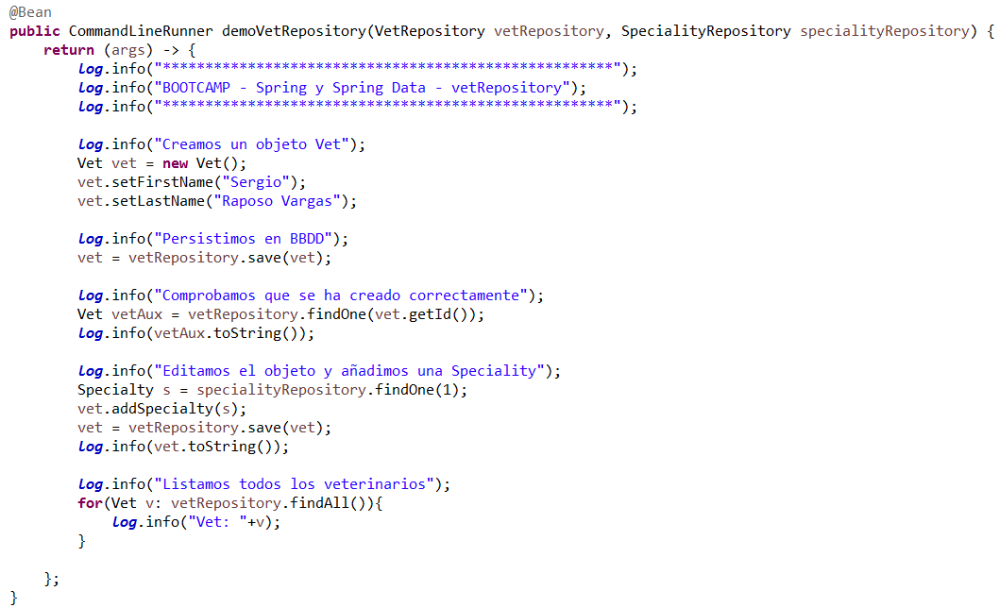 @Bean
public CommandLineRunner demoVetRepository(VetRepository vetRepository, SpecialityRepository specialityRepository) {
    return (args) -> {
        log.info("*****************************************************");
        log.info("BOOTCAMP - Spring y Spring Data - vetRepository");
        log.info("*****************************************************");

        log.info("Creamos un objeto Vet");
        Vet vet = new Vet();
        vet.setFirstName("Sergio");
        vet.setLastName("Raposo Vargas");

        log.info("Persistimos en BBDD");
        vet = vetRepository.save(vet);

        log.info("Comprobamos que se ha creado correctamente");
        Vet vetAux = vetRepository.findOne(vet.getId());
        log.info(vetAux.toString());

        log.info("Editamos el objeto y añadimos una Speciality");
        Specialty s = specialityRepository.findOne(1);
        vet.addSpecialty(s);
        vet = vetRepository.save(vet);
        log.info(vet.toString());

        log.info("Listamos todos los veterinarios");
        for(Vet v: vetRepository.findAll()){
            log.info("Vet: "+v);
        }

    };
}